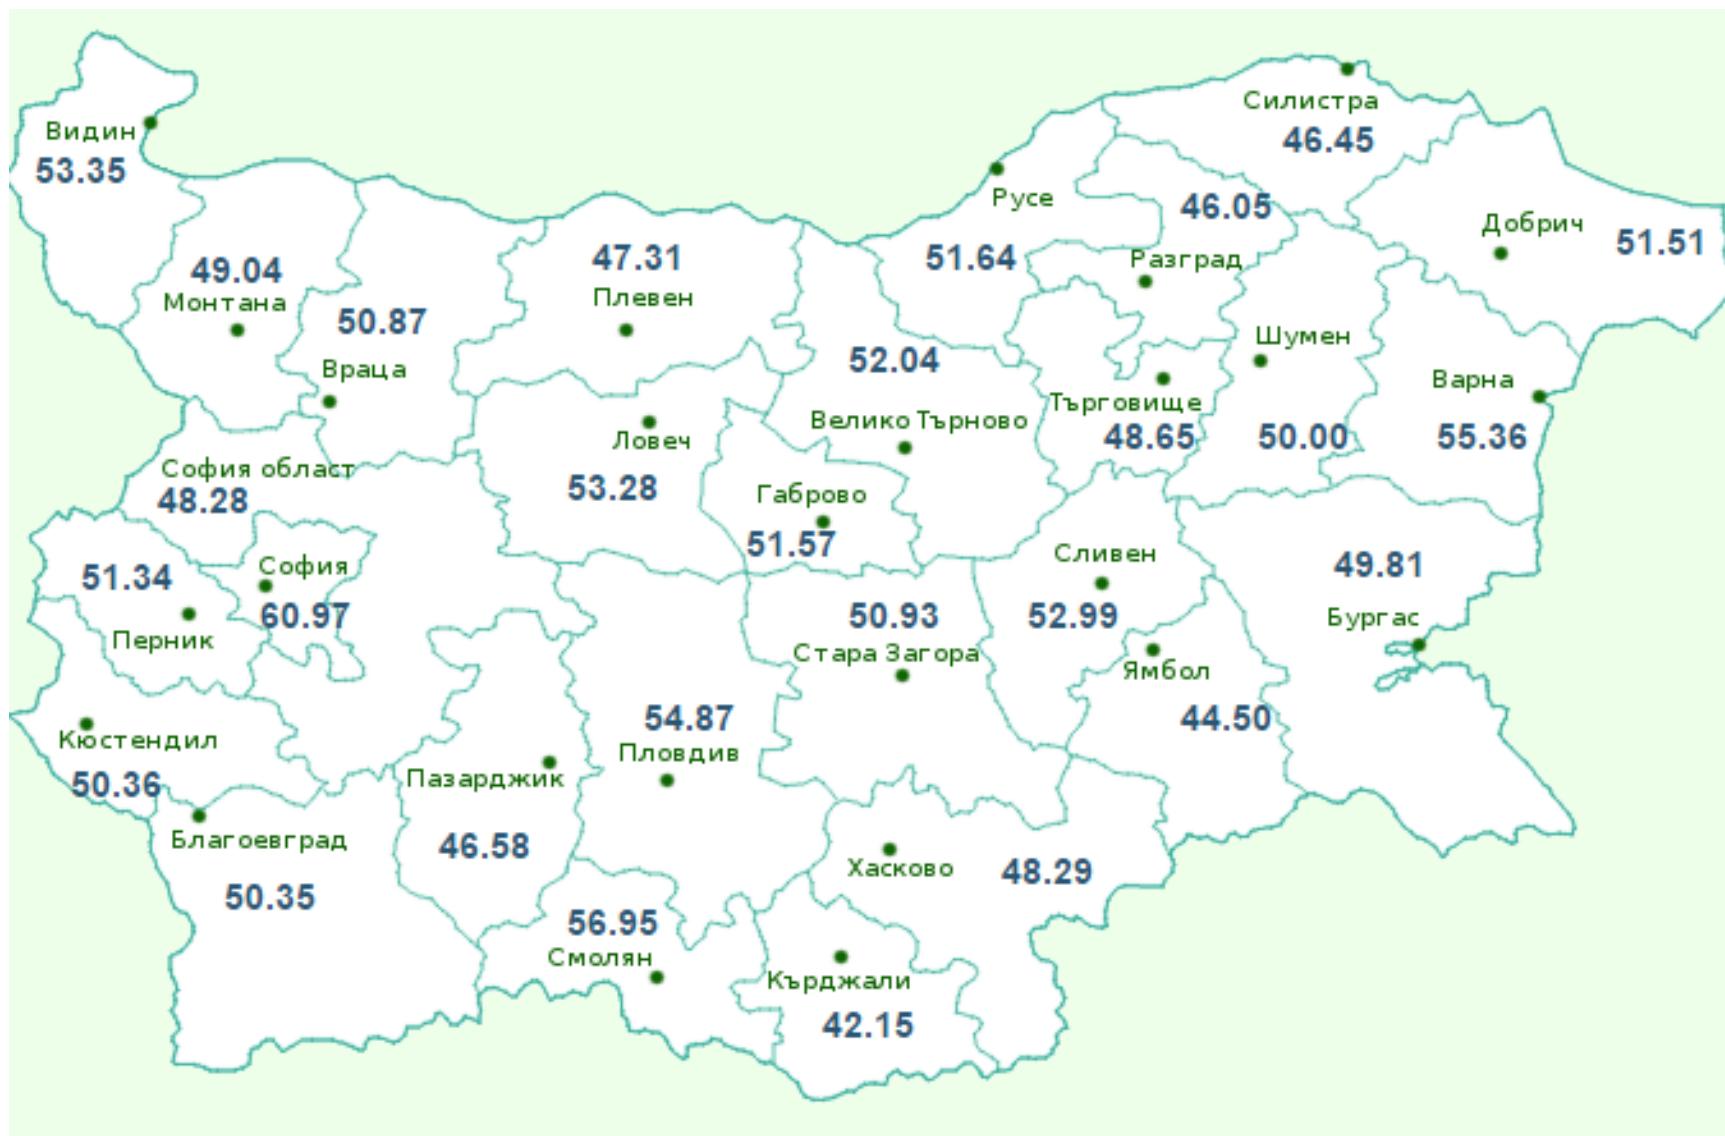 Видин
53.35
49.04
Монтана
50.87
Враца
47.31
Плевен
Ловеч
53.28
52.04
Велико Търново
Габрово
51.57
Русе
51.64
Силистра
46.45
46.05
Разград
Добрич
51.51
Шумен
50.00
Търговище
48.65
Варна
55.36
София област
48.28
51.34
Перник
София
60.97
Кюстендил
50.36
Благоевград
50.35
Пазарджик
46.58
54.87
Пловдив
50.93
Стара Загора
Сливен
52.99
Ямбол
44.50
49.81
Бургас
Хасково
48.29
56.95
Смолян
Кърджали
42.15